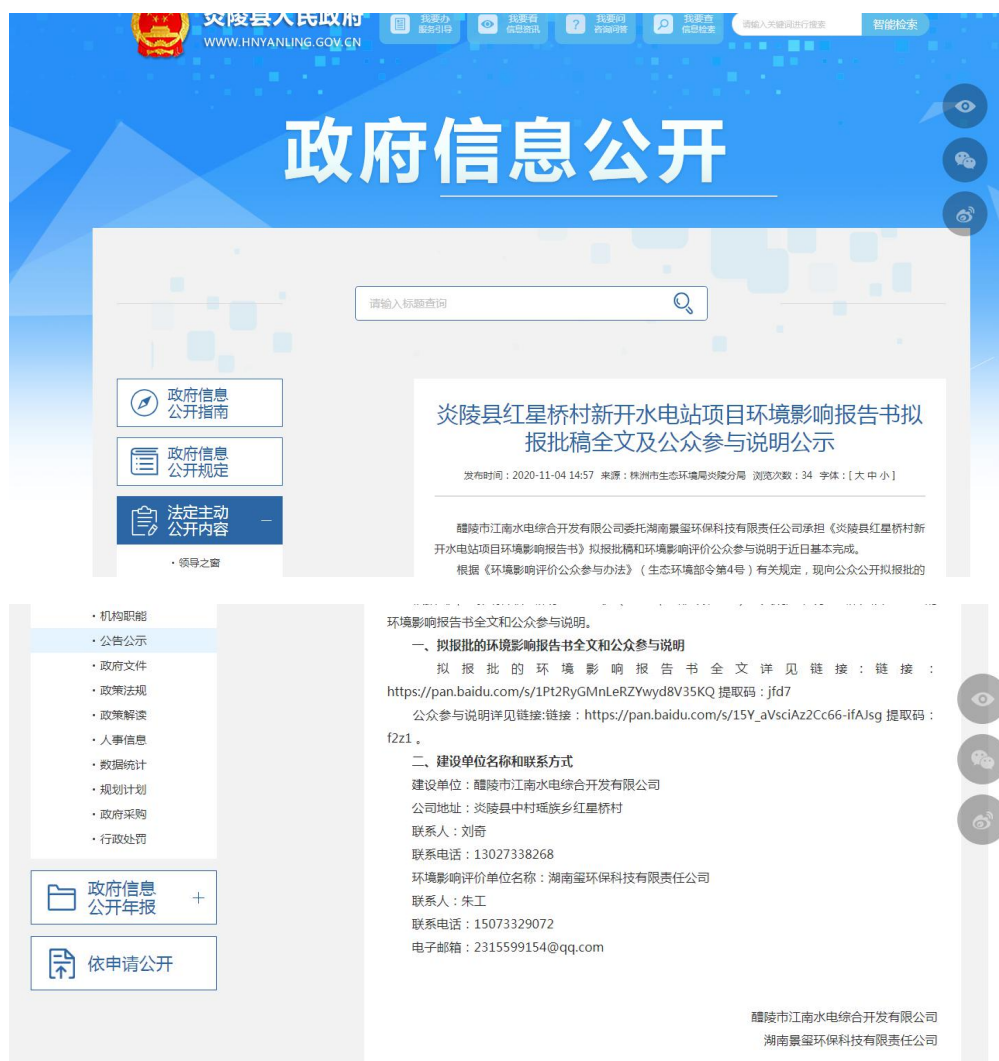 炎陵县人民政府
WWW.HNYANLING.GOV.CN
我要办
服务引导
我要看
信息资讯
我要问
咨询问答
我要查
信息检索
请输入关键词进行搜索
智能检索
政府信息公开
请输入标题查询
政府信息
公开指南
政府信息
公开规定
法定主动
公开内容
· 领导之窗
炎陵县红星桥村新开水电站项目环境影响报告书拟
报批稿全文及公众参与说明公示
发布时间：2020-11-04 14:57 来源：株洲市生态环境局炎陵分局 浏览次数：34 字体：[ 大 中 小 ]
醴陵市江南水电综合开发有限公司委托湖南景玺环保科技有限责任公司承担《炎陵县红星桥村新
开水电站项目环境影响报告书》拟报批稿和环境影响评价公众参与说明于近日基本完成。
根据《环境影响评价公众参与办法》（生态环境部令第4号）有关规定，现向公众公开拟报批的
· 机构职能
· 公告公示
· 政府文件
· 政策法规
· 政策解读
· 人事信息
· 数据统计
· 规划计划
· 政府采购
· 行政处罚
政府信息
公开年报
依申请公开
环境影响报告书全文和公众参与说明。
一、拟报批的环境影响报告书全文和公众参与说明
拟报批的环境影响报告书全文详见链接：链接：
https://pan.baidu.com/s/1Pt2RyGMnLeRZYwyd8V35KQ 提取码：jfd7
公众参与说明详见链接:链接：https://pan.baidu.com/s/15Y_aVsciAz2Cc66-ifAJsg 提取码：
f2z1 。
二、建设单位名称和联系方式
建设单位：醴陵市江南水电综合开发有限公司
公司地址：炎陵县中村瑶族乡红星桥村
联系人：刘奇
联系电话：13027338268
环境影响评价单位名称：湖南玺环保科技有限责任公司
联系人：朱工
联系电话：15073329072
电子邮箱：2315599154@qq.com
醴陵市江南水电综合开发有限公司
湖南景玺环保科技有限责任公司